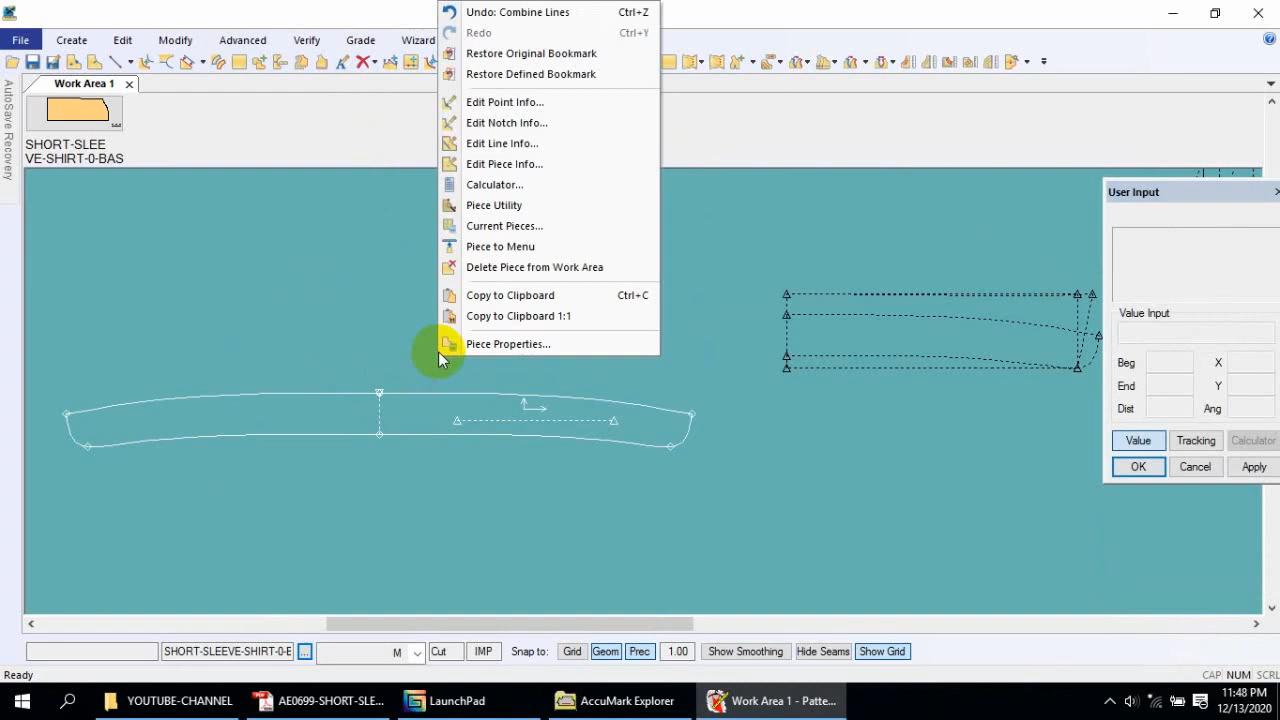 File
Create
Edit
Modify
Advanced
Verify
Grade
Wizard
Undo: Combine Lines Ctrl+Z
Redo Ctrl+Y
Restore Original Bookmark
Restore Defined Bookmark
Edit Point Info...
Edit Notch Info...
Edit Line Info...
Edit Piece Info...
Calculator...
Piece Utility
Current Pieces...
Piece to Menu
Delete Piece from Work Area
Copy to Clipboard Ctrl+C
Copy to Clipboard 1:1
Piece Properties...
AutoSave Recovery
Work Area 1
SHORT-SLEE
VE-SHIRT-0-BAS
User Input
Value Input
Beg X
End Y
Dist Ang
Value Tracking Calculator
OK Cancel Apply
SHORT-SLEEVE-SHIRT-0-E ... M Cut IMP Snap to: Grid Geom Prec 1.00 Show Smoothing Hide Seams Show Grid
Ready CAP NUM SCRL
YOUTUBE-CHANNEL AE0699-SHORT-SLE... LaunchPad AccuMark Explorer Work Area 1 - Patte...
11:48 PM
12/13/2020